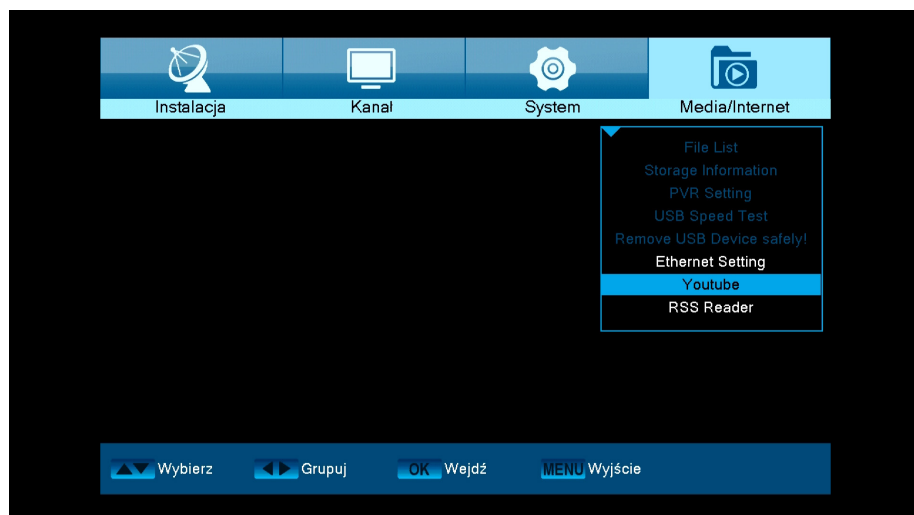 Instalacja Kanał System Media/Internet
File List
Storage Information
PVR Setting
USB Speed Test
Remove USB Device safely!
Ethernet Setting
Youtube
RSS Reader
Wybierz Grupuj OK Wejdź MENU Wyjście